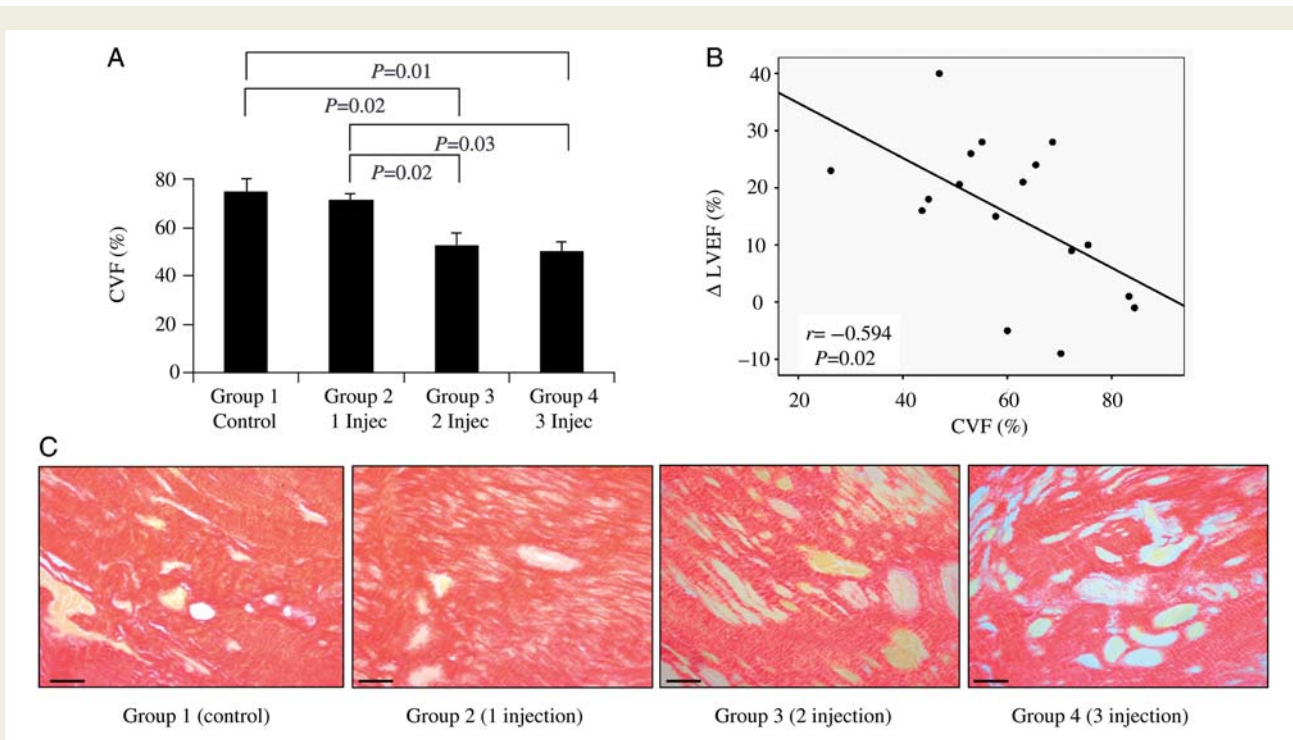 A
P=0.01
P=0.02
P=0.03
P=0.02
80
60
40
20
0
CVF (%)
Group 1
Control
Group 2
1 Injec
Group 3
2 Injec
Group 4
3 Injec
B
40
30
20
10
0
−10
Δ LVEF (%)
r= −0.594
P=0.02
20 40 60 80
CVF (%)
C
Group 1 (control)
Group 2 (1 injection)
Group 3 (2 injection)
Group 4 (3 injection)